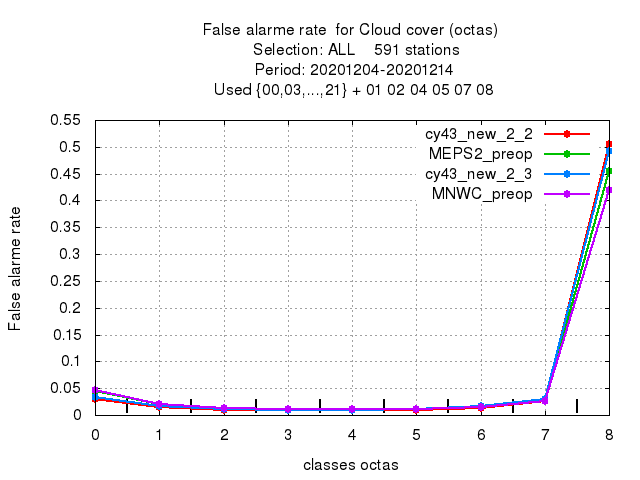 False alarme rate  for Cloud cover (octas)
Selection: ALL    591 stations
Period: 20201204-20201214
Used {00,03,...,21} + 01 02 04 05 07 08
cy43_new_2_2
MEPS2_preop
cy43_new_2_3
MNWC_preop
False alarme rate
0.55
0.5
0.45
0.4
0.35
0.3
0.25
0.2
0.15
0.1
0.05
0
0 1 2 3 4 5 6 7 8
classes octas